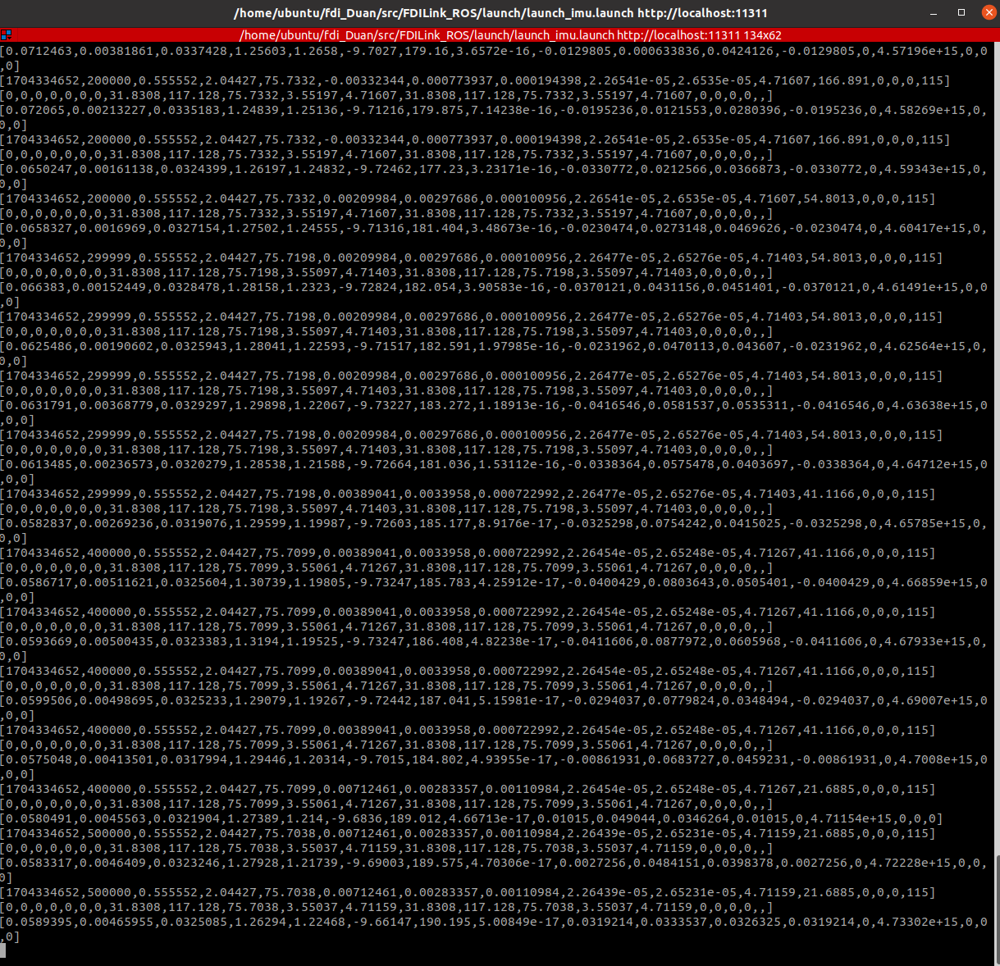 /home/ubuntu/fdi_Duan/src/FDILink_ROS/launch/launch_imu.launch http://localhost:11311
/home/ubuntu/fdi_Duan/src/FDILink_ROS/launch/launch_imu.launch http://localhost:11311 134x62
[0.0712463,0.00381861,0.0337428,1.25603,1.2658,-9.7027,179.16,3.6572e-16,-0.0129805,0.000633836,0.0424126,-0.0129805,0,4.57196e+15,0,0
,0]
[1704334652,200000,0.555552,2.04427,75.7332,-0.00332344,0.000773937,0.000194398,2.26541e-05,2.6535e-05,4.71607,166.891,0,0,0,115]
[0,0,0,0,0,0,0,31.8308,117.128,75.7332,3.55197,4.71607,31.8308,117.128,75.7332,3.55197,4.71607,0,0,0,0,,]
[0.072065,0.00213227,0.0335183,1.24839,1.25136,-9.71216,179.875,7.14238e-16,-0.0195236,0.0121553,0.0280396,-0.0195236,0,4.58269e+15,0,
0,0]
[1704334652,200000,0.555552,2.04427,75.7332,-0.00332344,0.000773937,0.000194398,2.26541e-05,2.6535e-05,4.71607,166.891,0,0,0,115]
[0,0,0,0,0,0,0,31.8308,117.128,75.7332,3.55197,4.71607,31.8308,117.128,75.7332,3.55197,4.71607,0,0,0,0,,]
[0.0650247,0.00161138,0.0324399,1.26197,1.24832,-9.72462,177.23,3.23171e-16,-0.0330772,0.0212566,0.0366873,-0.0330772,0,4.59343e+15,0,
0,0]
[1704334652,200000,0.555552,2.04427,75.7332,0.00209984,0.00297686,0.000100956,2.26541e-05,2.6535e-05,4.71607,54.8013,0,0,0,115]
[0,0,0,0,0,0,0,31.8308,117.128,75.7332,3.55197,4.71607,31.8308,117.128,75.7332,3.55197,4.71607,0,0,0,0,,]
[0.0658327,0.0016969,0.0327154,1.27502,1.24555,-9.71316,181.404,3.48673e-16,-0.0230474,0.0273148,0.0469626,-0.0230474,0,4.60417e+15,0,
0,0]
[1704334652,299999,0.555552,2.04427,75.7198,0.00209984,0.00297686,0.000100956,2.26477e-05,2.65276e-05,4.71403,54.8013,0,0,0,115]
[0,0,0,0,0,0,0,31.8308,117.128,75.7198,3.55097,4.71403,31.8308,117.128,75.7198,3.55097,4.71403,0,0,0,0,,]
[0.066383,0.00152449,0.0328478,1.28158,1.2323,-9.72824,182.054,3.90583e-16,-0.0370121,0.0431156,0.0451401,-0.0370121,0,4.61491e+15,0,0
,0]
[1704334652,299999,0.555552,2.04427,75.7198,0.00209984,0.00297686,0.000100956,2.26477e-05,2.65276e-05,4.71403,54.8013,0,0,0,115]
[0,0,0,0,0,0,0,31.8308,117.128,75.7198,3.55097,4.71403,31.8308,117.128,75.7198,3.55097,4.71403,0,0,0,0,,]
[0.0625486,0.00190602,0.0325943,1.28041,1.22593,-9.71517,182.591,1.97985e-16,-0.0231962,0.0470113,0.043607,-0.0231962,0,4.62564e+15,0,
0,0]
[1704334652,299999,0.555552,2.04427,75.7198,0.00209984,0.00297686,0.000100956,2.26477e-05,2.65276e-05,4.71403,54.8013,0,0,0,115]
[0,0,0,0,0,0,0,31.8308,117.128,75.7198,3.55097,4.71403,31.8308,117.128,75.7198,3.55097,4.71403,0,0,0,0,,]
[0.0631791,0.00368779,0.0329297,1.29898,1.22067,-9.73227,183.272,1.18913e-16,-0.0416546,0.0581537,0.0535311,-0.0416546,0,4.63638e+15,0
,0,0]
[1704334652,299999,0.555552,2.04427,75.7198,0.00209984,0.00297686,0.000100956,2.26477e-05,2.65276e-05,4.71403,54.8013,0,0,0,115]
[0,0,0,0,0,0,0,31.8308,117.128,75.7198,3.55097,4.71403,31.8308,117.128,75.7198,3.55097,4.71403,0,0,0,0,,]
[0.0613485,0.00236573,0.0320279,1.28538,1.21588,-9.72664,181.036,1.53112e-16,-0.0338364,0.0575478,0.0403697,-0.0338364,0,4.64712e+15,0
,0,0]
[1704334652,299999,0.555552,2.04427,75.7198,0.00389041,0.0033958,0.000722992,2.26477e-05,2.65276e-05,4.71403,41.1166,0,0,0,115]
[0,0,0,0,0,0,0,31.8308,117.128,75.7198,3.55097,4.71403,31.8308,117.128,75.7198,3.55097,4.71403,0,0,0,0,,]
[0.0582837,0.00269236,0.0319076,1.29599,1.19987,-9.72603,185.177,8.9176e-17,-0.0325298,0.0754242,0.0415025,-0.0325298,0,4.65785e+15,0,
0,0]
[1704334652,400000,0.555552,2.04427,75.7099,0.00389041,0.0033958,0.000722992,2.26454e-05,2.65248e-05,4.71267,41.1166,0,0,0,115]
[0,0,0,0,0,0,0,31.8308,117.128,75.7099,3.55061,4.71267,31.8308,117.128,75.7099,3.55061,4.71267,0,0,0,0,,]
[0.0586717,0.00511621,0.0325604,1.30739,1.19805,-9.73247,185.783,4.25912e-17,-0.0400429,0.0803643,0.0505401,-0.0400429,0,4.66859e+15,0
,0,0]
[1704334652,400000,0.555552,2.04427,75.7099,0.00389041,0.0033958,0.000722992,2.26454e-05,2.65248e-05,4.71267,41.1166,0,0,0,115]
[0,0,0,0,0,0,0,31.8308,117.128,75.7099,3.55061,4.71267,31.8308,117.128,75.7099,3.55061,4.71267,0,0,0,0,,]
[0.0593669,0.00500435,0.0323383,1.3194,1.19525,-9.73247,186.408,4.82238e-17,-0.0411606,0.0877972,0.0605968,-0.0411606,0,4.67933e+15,0,
0,0]
[1704334652,400000,0.555552,2.04427,75.7099,0.00389041,0.0033958,0.000722992,2.26454e-05,2.65248e-05,4.71267,41.1166,0,0,0,115]
[0,0,0,0,0,0,0,31.8308,117.128,75.7099,3.55061,4.71267,31.8308,117.128,75.7099,3.55061,4.71267,0,0,0,0,,]
[0.0599506,0.00498695,0.0325233,1.29079,1.19267,-9.72442,187.041,5.15981e-17,-0.0294037,0.0779824,0.0348494,-0.0294037,0,4.69007e+15,0
,0,0]
[1704334652,400000,0.555552,2.04427,75.7099,0.00389041,0.0033958,0.000722992,2.26454e-05,2.65248e-05,4.71267,41.1166,0,0,0,115]
[0,0,0,0,0,0,0,31.8308,117.128,75.7099,3.55061,4.71267,31.8308,117.128,75.7099,3.55061,4.71267,0,0,0,0,,]
[0.0575048,0.00413501,0.0317994,1.29446,1.20314,-9.7015,184.802,4.93955e-17,-0.00861931,0.0683727,0.0459231,-0.00861931,0,4.7008e+15,0
,0,0]
[1704334652,400000,0.555552,2.04427,75.7099,0.00712461,0.00283357,0.00110984,2.26454e-05,2.65248e-05,4.71267,21.6885,0,0,0,115]
[0,0,0,0,0,0,0,31.8308,117.128,75.7099,3.55061,4.71267,31.8308,117.128,75.7099,3.55061,4.71267,0,0,0,0,,]
[0.0580491,0.0045563,0.0321904,1.27389,1.214,-9.6836,189.012,4.66713e-17,0.01015,0.049044,0.0346264,0.01015,0,4.71154e+15,0,0,0]
[1704334652,500000,0.555552,2.04427,75.7038,0.00712461,0.00283357,0.00110984,2.26439e-05,2.65231e-05,4.71159,21.6885,0,0,0,115]
[0,0,0,0,0,0,0,31.8308,117.128,75.7038,3.55037,4.71159,31.8308,117.128,75.7038,3.55037,4.71159,0,0,0,0,,]
[0.0583317,0.0046409,0.0323246,1.27928,1.21739,-9.69003,189.575,4.70306e-17,0.0027256,0.0484151,0.0398378,0.0027256,0,4.72228e+15,0,0,
0]
[1704334652,500000,0.555552,2.04427,75.7038,0.00712461,0.00283357,0.00110984,2.26439e-05,2.65231e-05,4.71159,21.6885,0,0,0,115]
[0,0,0,0,0,0,0,31.8308,117.128,75.7038,3.55037,4.71159,31.8308,117.128,75.7038,3.55037,4.71159,0,0,0,0,,]
[0.0589395,0.00465955,0.0325085,1.26294,1.22468,-9.66147,190.195,5.00849e-17,0.0319214,0.0333537,0.0326325,0.0319214,0,4.73302e+15,0,0
,0]